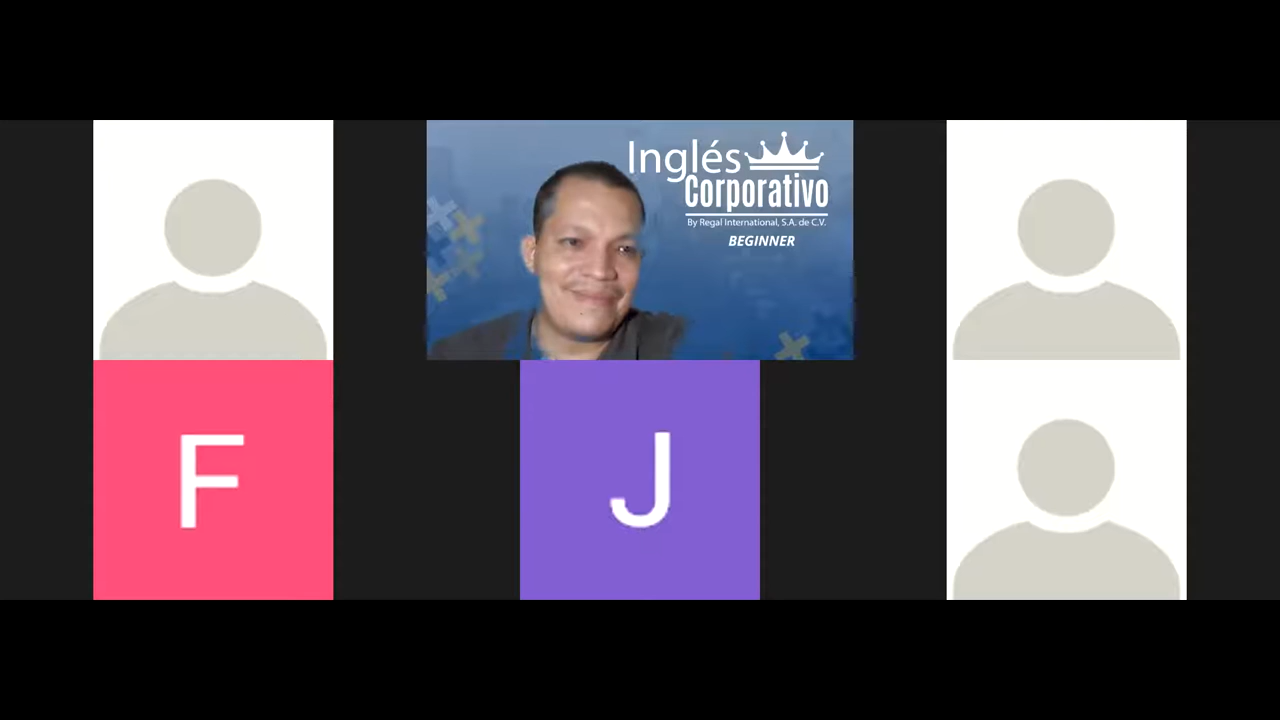 Inglés
Corporativo
By Regal International, S.A. de C.V.
BEGINNER
F
J